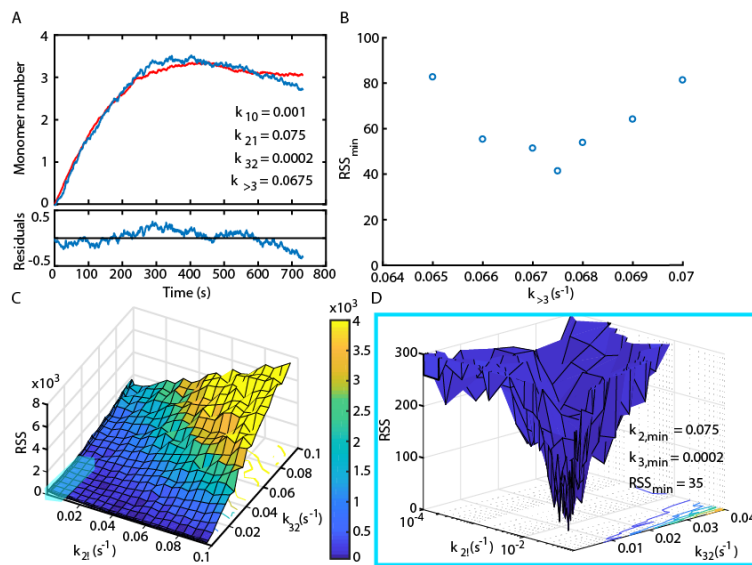 A
Monomer number
4
3
2
1
0
k10 = 0.001
k21 = 0.075
k32 = 0.0002
k>3 = 0.0675
Residuals
0.5
-0.5
0 100 200 300 400 500 600 700 800
Time (s)
B
RSSmin
100
80
60
40
20
0
0.064 0.065 0.066 0.067 0.068 0.069 0.07
k>3(s-1)
C
x10³
8
6
4
2
0
RSS
0.02
0.04
0.06
0.08
0.1
k2!(s-1)
0.02
0.04
0.06
0.08
0.1
k32(s-1)
x10³
4
3.5
3
2.5
2
1.5
1
0.5
0
D
300
200
100
0
RSS
k2,min = 0.075
k3,min = 0.0002
RSSmin = 35
10-4
10-2
k2!(s-1)
0.01
0.02
0.03
0.04
k32(s-1)